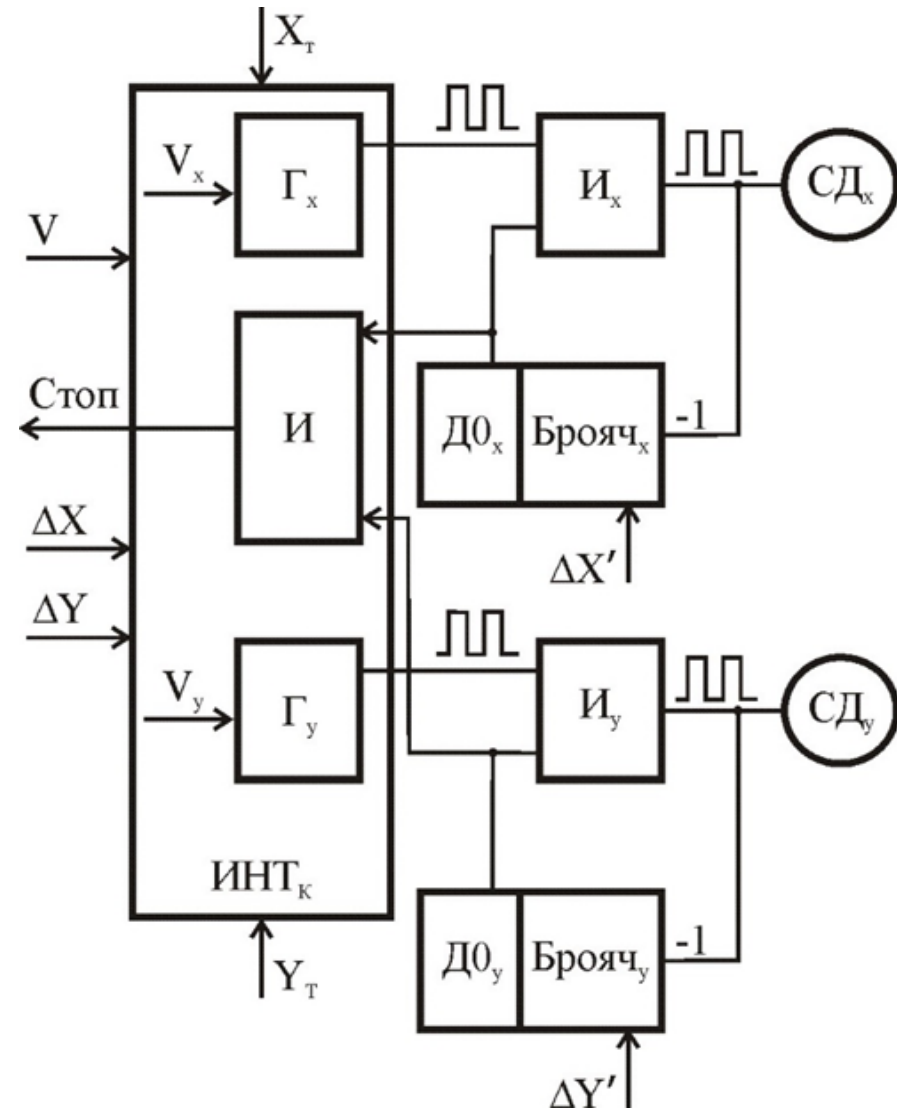 Xт
Vx
Гx
Иx
СДx
V
Стоп
И
Д0x
Броячx
-1
ΔX
ΔX′
ΔY
Vy
Гy
Иy
СДy
ИНТК
Д0y
Броячy
-1
Yт
ΔY′